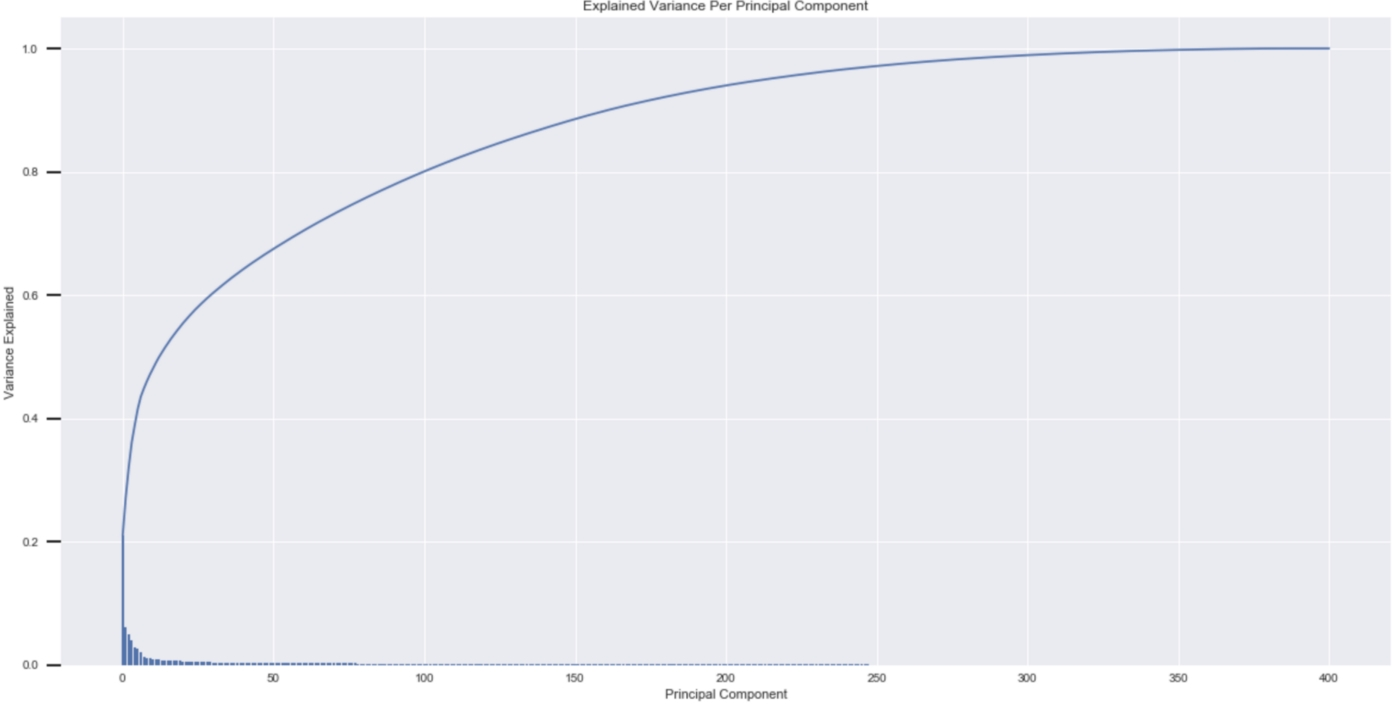 Explained Variance Per Principal Component
1.0
0.8
0.6
0.4
0.2
0.0
Variance Explained
0 50 100 150 200 250 300 350 400
Principal Component